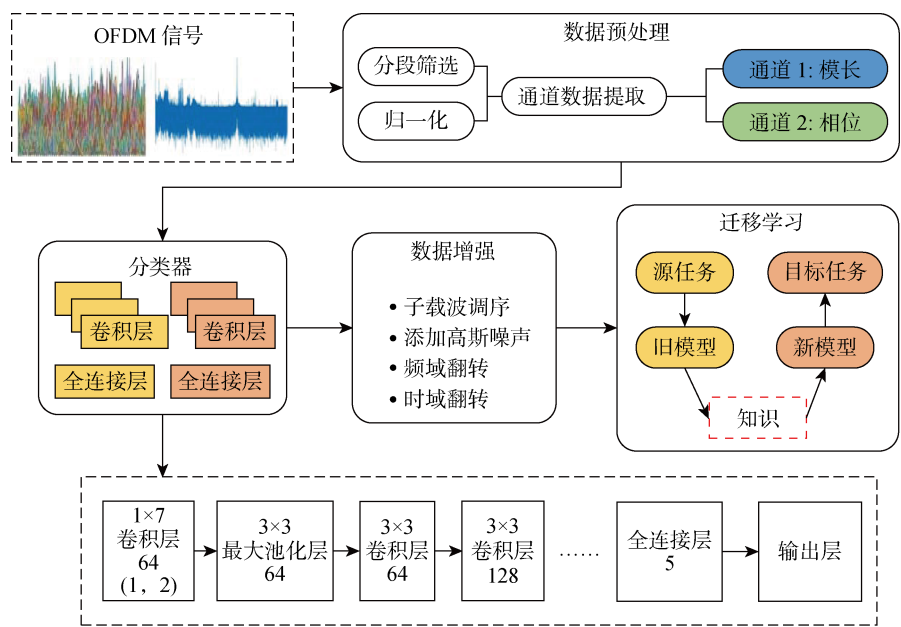 OFDM 信号
数据预处理
分段筛选
归一化
通道数据提取
通道 1: 模长
通道 2: 相位
分类器
卷积层
卷积层
全连接层
全连接层
数据增强
• 子载波调序
• 添加高斯噪声
• 频域翻转
• 时域翻转
迁移学习
源任务
目标任务
旧模型
新模型
知识
1×7
卷积层
64
(1，2)
3×3
最大池化层
64
3×3
卷积层
64
3×3
卷积层
128
……
全连接层
5
输出层